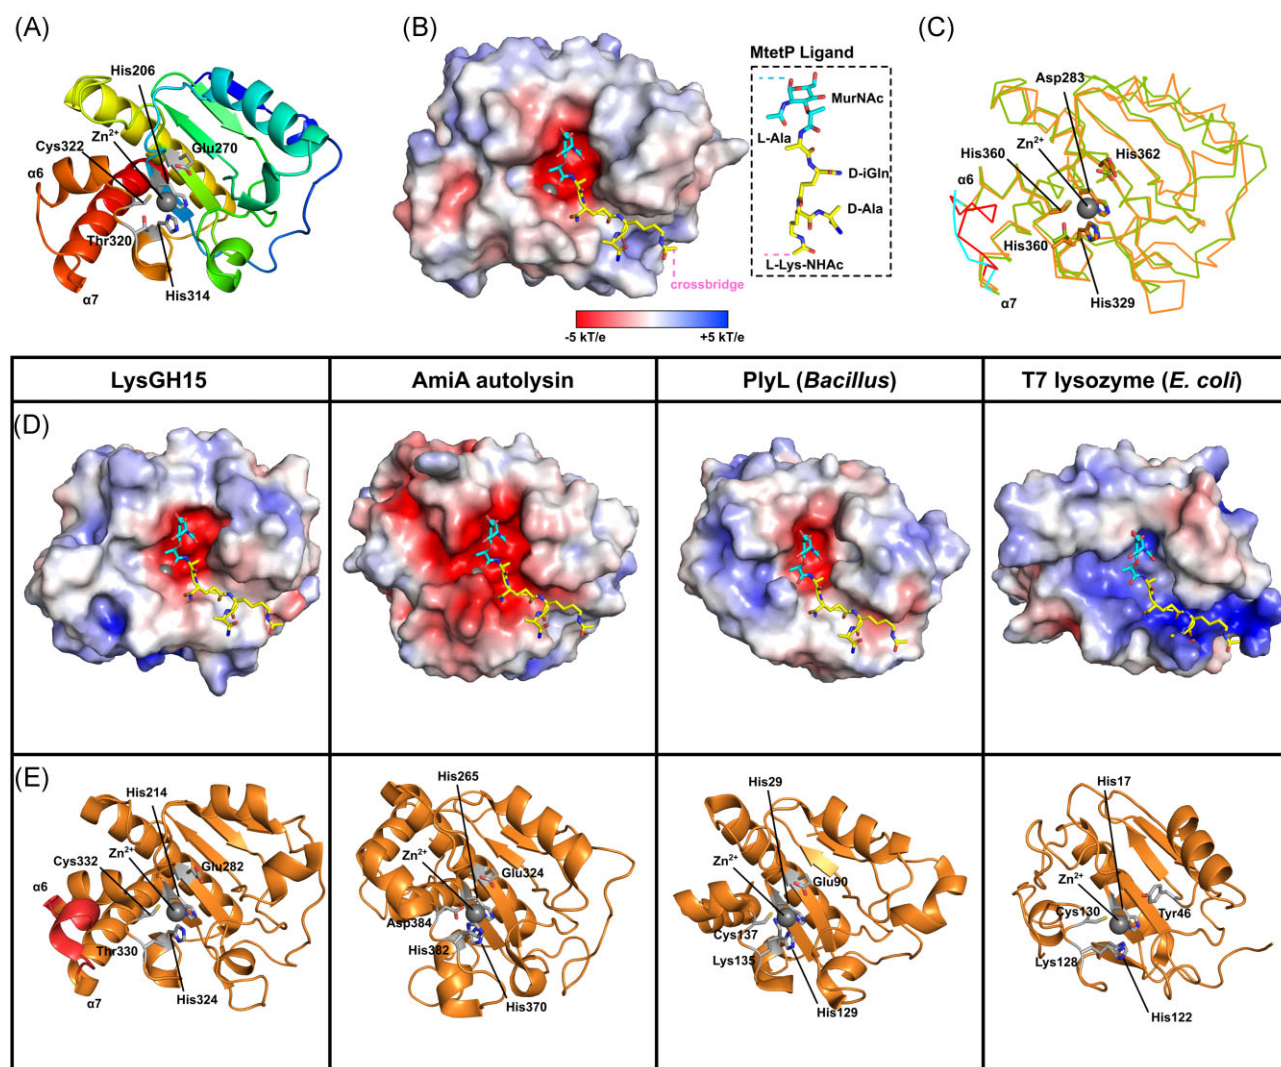 (A)
His206
Zn2+
Cys322
Glu270
α6
Thr320
α7
His314
(B)
MtetP Ligand
MurNAc
L-Ala
D-iGln
D-Ala
L-Lys-NHAc
crossbridge
-5 kT/e
+5 kT/e
(C)
Asp283
Zn2+
His360
His362
α6
His360
α7
His329
LysGH15
AmiA autolysin
PlyL (Bacillus)
T7 lysozyme (E. coli)
(D)
(E)
His214
Zn2+
Cys332
Glu282
α6
Thr330
α7
His324
His265
Zn2+
Glu324
Asp384
His382
His370
His29
Zn2+
Glu90
Cys137
Lys135
His129
His17
Zn2+
Cys130
Tyr46
Lys128
His122